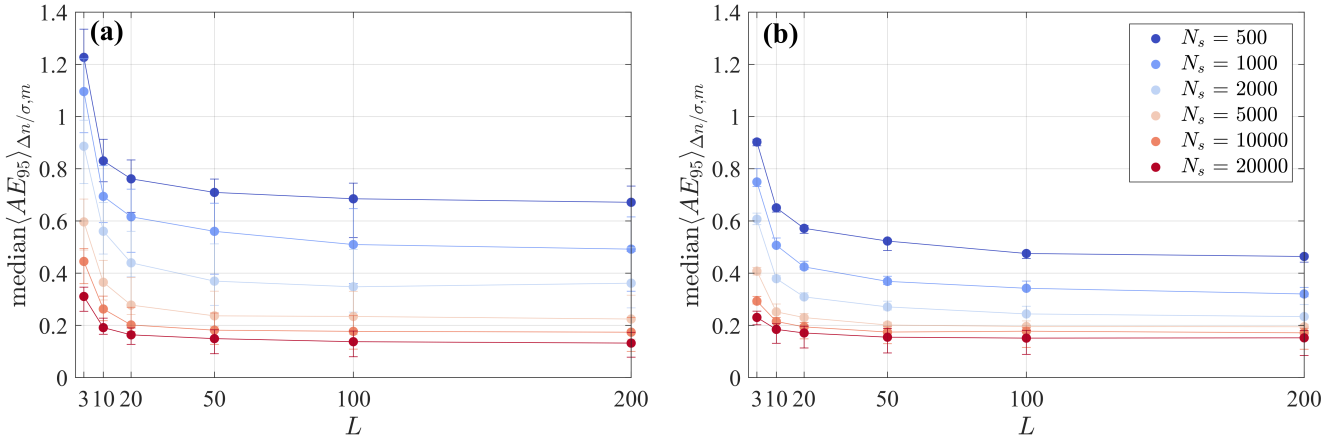 (a)
1.4
1.2
1
0.8
0.6
0.4
0.2
0
3 10 20 50 100 200
L
median⟨AE₉₅⟩Δn/σ,m
(b)
1.4
1.2
1
0.8
0.6
0.4
0.2
0
3 10 20 50 100 200
L
median⟨AE₉₅⟩Δn/σ,m
Nₛ = 500
Nₛ = 1000
Nₛ = 2000
Nₛ = 5000
Nₛ = 10000
Nₛ = 20000